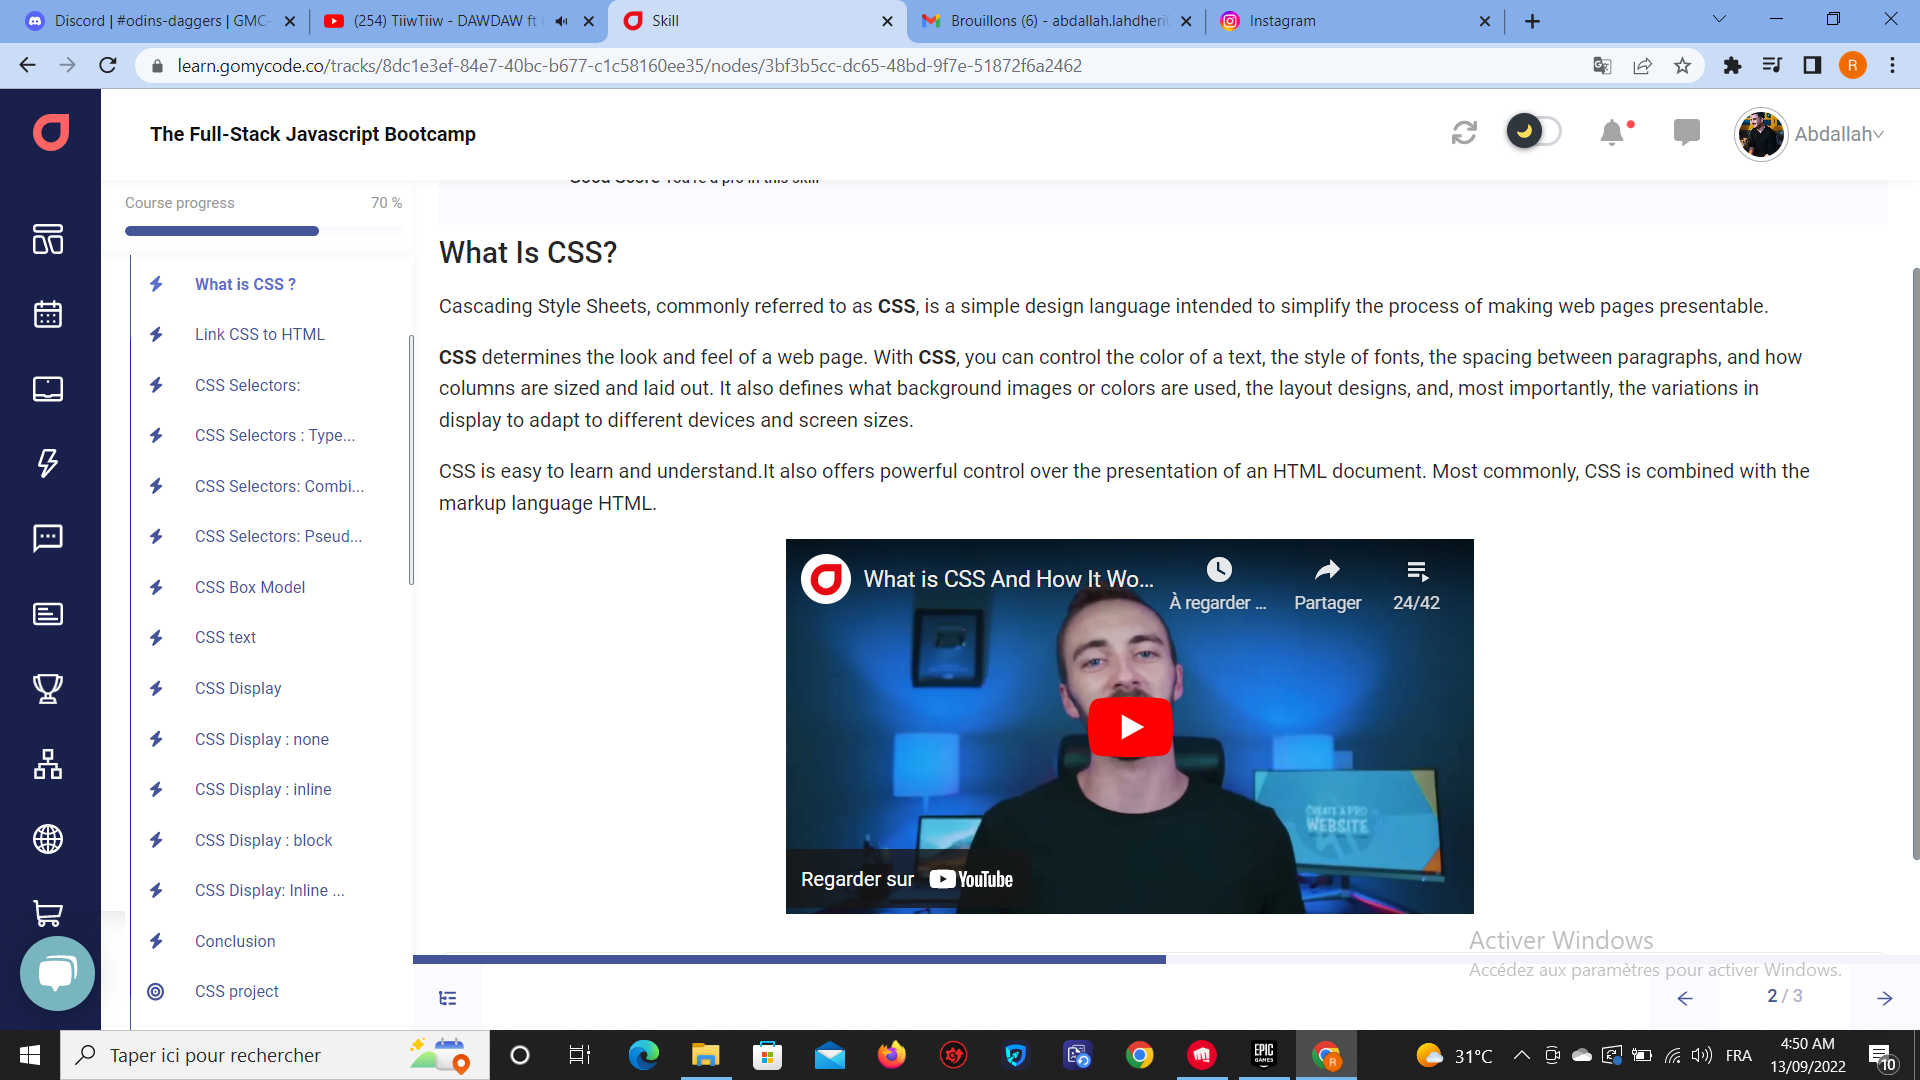 Discord | #odins-daggers | GMC-
(254) TiiwTiiw - DAWDAW ft
Skill
Brouillons (6) - abdallah.lahdheri
Instagram
learn.gomycode.co/tracks/8dc1e3ef-84e7-40bc-b677-c1c58160ee35/nodes/3bf3b5cc-dc65-48bd-9f7e-51872f6a2462
R
The Full-Stack Javascript Bootcamp
Abdallah
Course progress
70 %
What is CSS ?
Link CSS to HTML
CSS Selectors:
CSS Selectors : Type...
CSS Selectors: Combi...
CSS Selectors: Pseud...
CSS Box Model
CSS text
CSS Display
CSS Display : none
CSS Display : inline
CSS Display : block
CSS Display: Inline ...
Conclusion
CSS project
Good Score You're a pro in this skill
What Is CSS?
Cascading Style Sheets, commonly referred to as CSS, is a simple design language intended to simplify the process of making web pages presentable.
CSS determines the look and feel of a web page. With CSS, you can control the color of a text, the style of fonts, the spacing between paragraphs, and how
columns are sized and laid out. It also defines what background images or colors are used, the layout designs, and, most importantly, the variations in
display to adapt to different devices and screen sizes.
CSS is easy to learn and understand.It also offers powerful control over the presentation of an HTML document. Most commonly, CSS is combined with the
markup language HTML.
What is CSS And How It Wo...
À regarder ...
Partager
24/42
CREATE A PRO
WEBSITE
Regarder sur YouTube
Activer Windows
Accédez aux paramètres pour activer Windows.
2 / 3
Taper ici pour rechercher
EPIC
GAMES
R
31°C
FRA
4:50 AM
13/09/2022
10